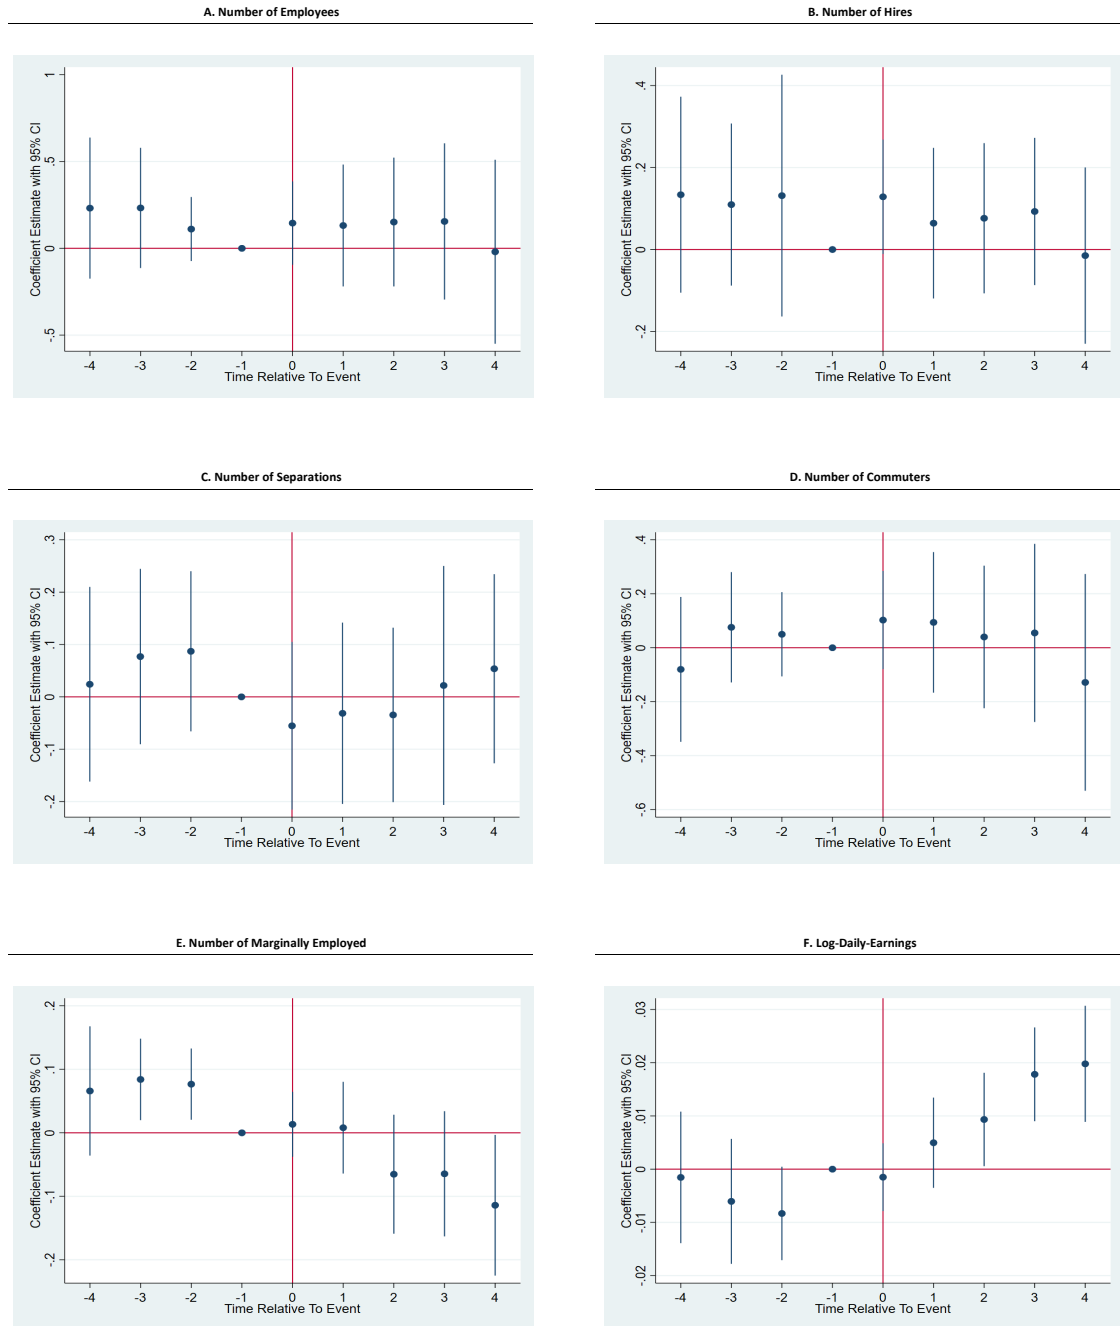 A. Number of Employees
Coefficient Estimate with 95% CI
1
.5
0
-.5
-4 -3 -2 -1 0 1 2 3 4
Time Relative To Event
B. Number of Hires
Coefficient Estimate with 95% CI
.4
.2
0
-.2
-4 -3 -2 -1 0 1 2 3 4
Time Relative To Event
C. Number of Separations
Coefficient Estimate with 95% CI
.3
.2
.1
0
-.1
-.2
-4 -3 -2 -1 0 1 2 3 4
Time Relative To Event
D. Number of Commuters
Coefficient Estimate with 95% CI
.4
.2
0
-.2
-.4
-.6
-4 -3 -2 -1 0 1 2 3 4
Time Relative To Event
E. Number of Marginally Employed
Coefficient Estimate with 95% CI
.2
.1
0
-.1
-.2
-4 -3 -2 -1 0 1 2 3 4
Time Relative To Event
F. Log-Daily-Earnings
Coefficient Estimate with 95% CI
.03
.02
.01
0
-.01
-.02
-4 -3 -2 -1 0 1 2 3 4
Time Relative To Event